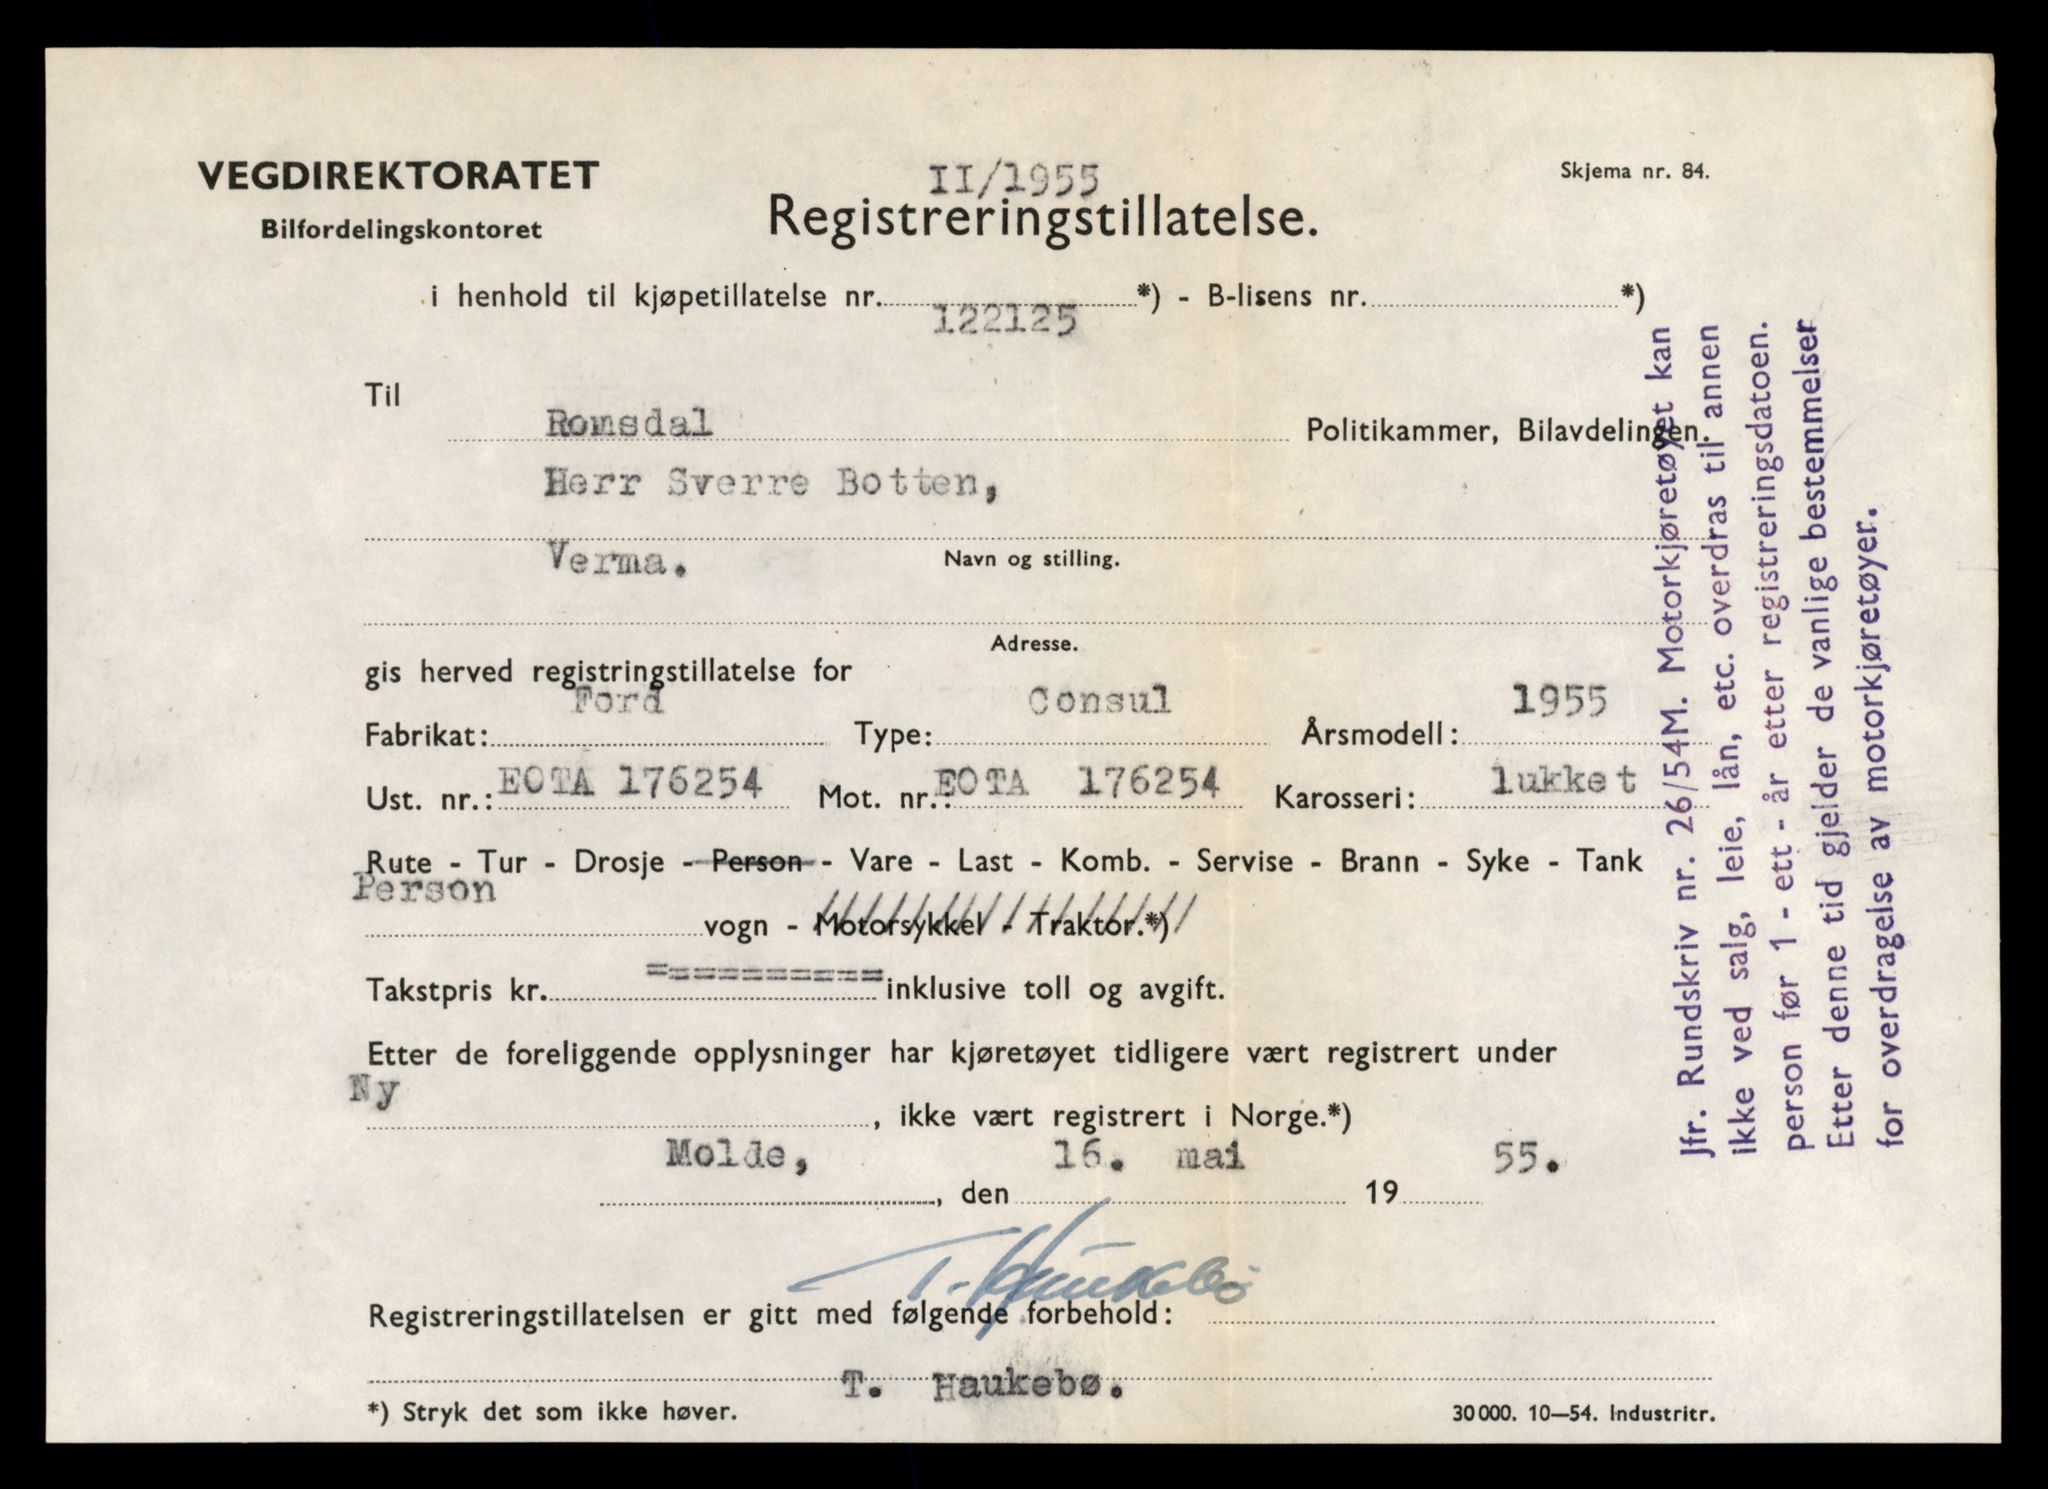 VEGDIREKTORATET
Bilfordelingskontoret
II/1955
Registreringstillatelse.
Skjema nr. 84.
i henhold til kjøpetillatelse nr. 122125 *) - B-lisens nr. *)
Til
Romsdal Politikammer, Bilavdelingen.
Herr Sverre Botten,
Verma.
Navn og stilling.
Adresse.
gis herved registringstillatelse for
Fabrikat: Ford Type: Consul Årsmodell: 1955
Ust. nr.: EOTA 176254 Mot. nr.: EOTA 176254 Karosseri: lukket
Rute - Tur - Drosje - Person - Vare - Last - Komb. - Servise - Brann - Syke - Tank
Person vogn - Motorsykkel - Traktor.*)
Takstpris kr. ========== inklusive toll og avgift.
Etter de foreliggende opplysninger har kjøretøyet tidligere vært registrert under
Ny , ikke vært registrert i Norge.*)
Molde, , den 16. mai 19 55.
T. Haukebø
Registreringstillatelsen er gitt med følgende forbehold:
T. Haukebø.
*) Stryk det som ikke høver.
30000. 10—54. Industritr.
Jfr. Rundskriv nr. 26/54M. Motorkjøretøyet kan
ikke ved salg, leie, lån, etc. overdras til annen
person før 1 - ett - år etter registreringsdatoen.
Etter denne tid gjelder de vanlige bestemmelser
for overdragelse av motorkjøretøyer.